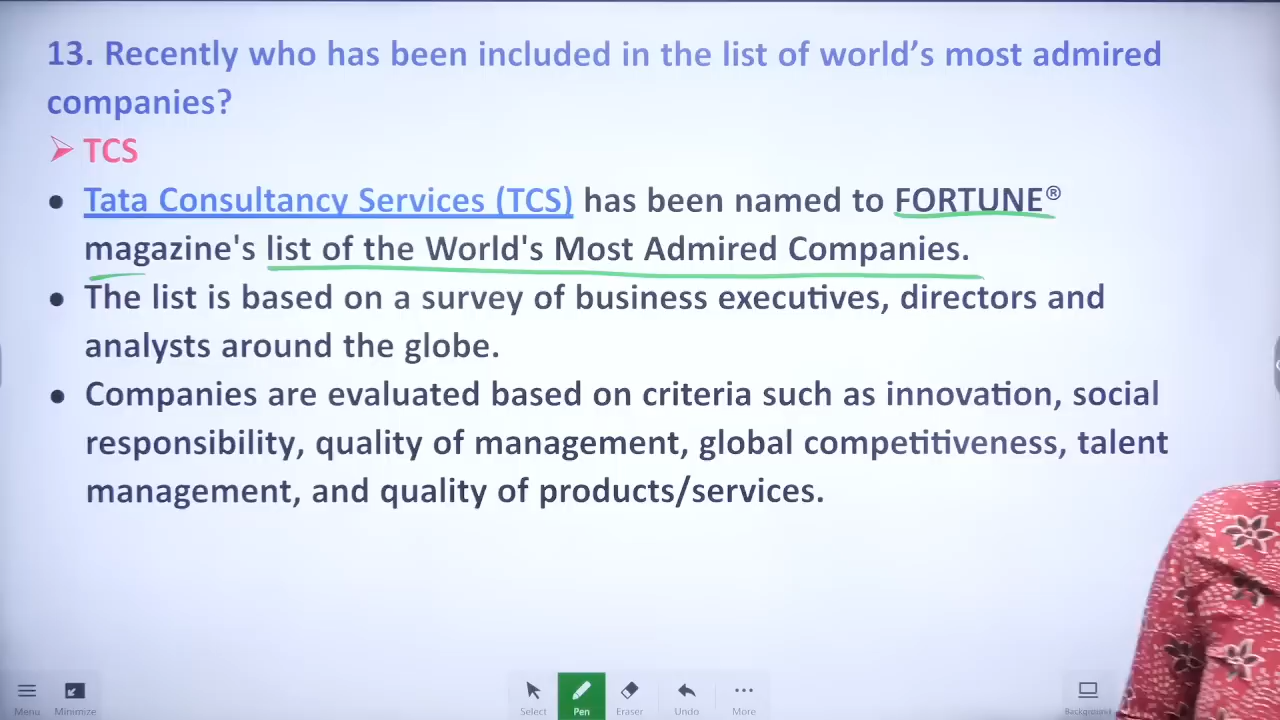 13. Recently who has been included in the list of world's most admired
companies?
➢ TCS
• Tata Consultancy Services (TCS) has been named to FORTUNE®
magazine's list of the World's Most Admired Companies.
• The list is based on a survey of business executives, directors and
analysts around the globe.
• Companies are evaluated based on criteria such as innovation, social
responsibility, quality of management, global competitiveness, talent
management, and quality of products/services.
Menu Minimize Select Pen Eraser Undo More Background